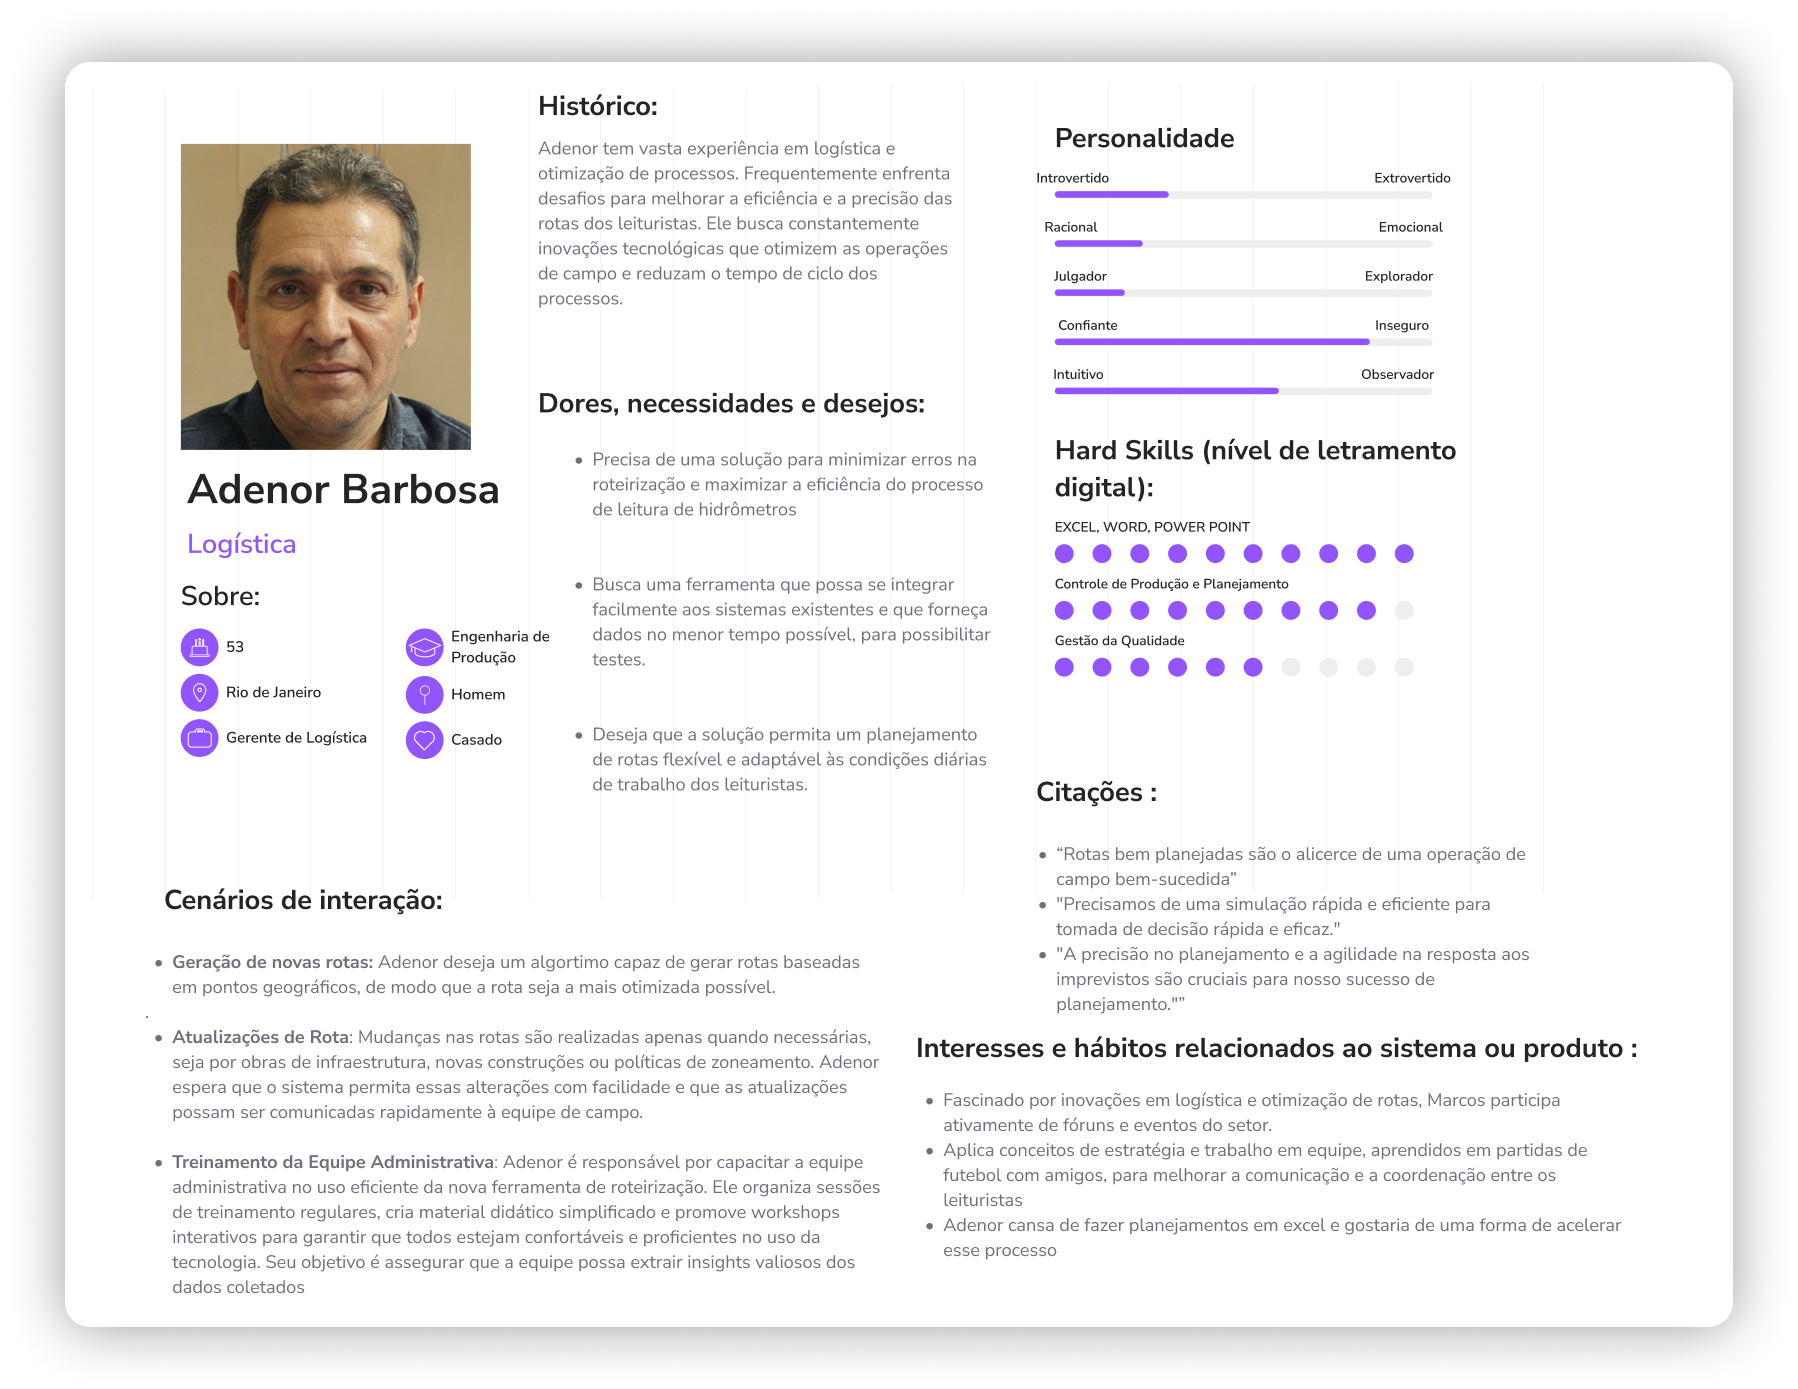 Adenor Barbosa
Logística
Sobre:
53
Rio de Janeiro
Gerente de Logística
Engenharia de
Produção
Homem
Casado
Histórico:
Adenor tem vasta experiência em logística e
otimização de processos. Frequentemente enfrenta
desafios para melhorar a eficiência e a precisão das
rotas dos leituristas. Ele busca constantemente
inovações tecnológicas que otimizem as operações
de campo e reduzam o tempo de ciclo dos
processos.
Dores, necessidades e desejos:
• Precisa de uma solução para minimizar erros na
roteirização e maximizar a eficiência do processo
de leitura de hidrômetros
• Busca uma ferramenta que possa se integrar
facilmente aos sistemas existentes e que forneça
dados no menor tempo possível, para possibilitar
testes.
• Deseja que a solução permita um planejamento
de rotas flexível e adaptável às condições diárias
de trabalho dos leituristas.
Personalidade
Introvertido Extrovertido
Racional Emocional
Julgador Explorador
Confiante Inseguro
Intuitivo Observador
Hard Skills (nível de letramento
digital):
EXCEL, WORD, POWER POINT
Controle de Produção e Planejamento
Gestão da Qualidade
Citações :
• “Rotas bem planejadas são o alicerce de uma operação de
campo bem-sucedida”
• "Precisamos de uma simulação rápida e eficiente para
tomada de decisão rápida e eficaz."
• "A precisão no planejamento e a agilidade na resposta aos
imprevistos são cruciais para nosso sucesso de
planejamento."”
Cenários de interação:
• Geração de novas rotas: Adenor deseja um algortimo capaz de gerar rotas baseadas
em pontos geográficos, de modo que a rota seja a mais otimizada possível.
.
• Atualizações de Rota: Mudanças nas rotas são realizadas apenas quando necessárias,
seja por obras de infraestrutura, novas construções ou políticas de zoneamento. Adenor
espera que o sistema permita essas alterações com facilidade e que as atualizações
possam ser comunicadas rapidamente à equipe de campo.
• Treinamento da Equipe Administrativa: Adenor é responsável por capacitar a equipe
administrativa no uso eficiente da nova ferramenta de roteirização. Ele organiza sessões
de treinamento regulares, cria material didático simplificado e promove workshops
interativos para garantir que todos estejam confortáveis e proficientes no uso da
tecnologia. Seu objetivo é assegurar que a equipe possa extrair insights valiosos dos
dados coletados
Interesses e hábitos relacionados ao sistema ou produto :
• Fascinado por inovações em logística e otimização de rotas, Marcos participa
ativamente de fóruns e eventos do setor.
• Aplica conceitos de estratégia e trabalho em equipe, aprendidos em partidas de
futebol com amigos, para melhorar a comunicação e a coordenação entre os
leituristas
• Adenor cansa de fazer planejamentos em excel e gostaria de uma forma de acelerar
esse processo